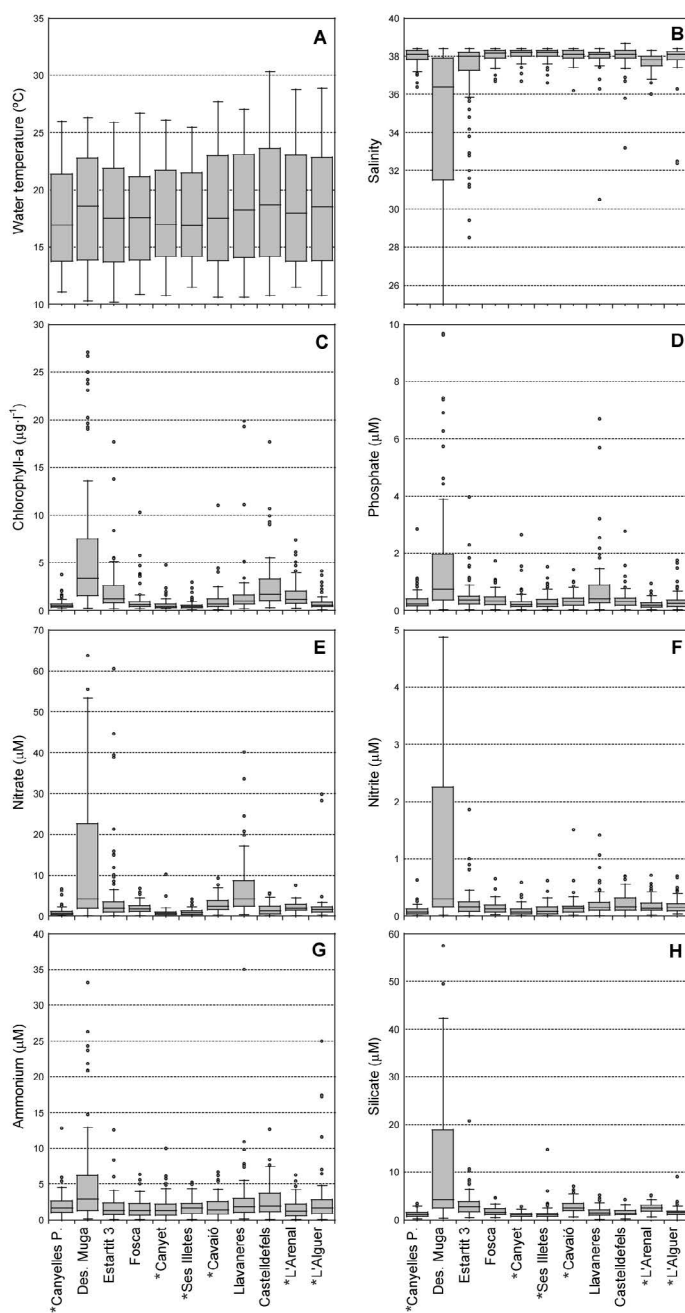 A
Water temperature (ºC)
30
25
20
15
10
B
Salinity
38
36
34
32
30
28
26
C
Chlorophyll-a (µg·l⁻¹)
30
25
20
15
10
5
0
D
Phosphate (µM)
10
8
6
4
2
0
E
Nitrate (µM)
70
60
50
40
30
20
10
0
F
Nitrite (µM)
5
4
3
2
1
0
G
Ammonium (µM)
40
35
30
25
20
15
10
5
0
H
Silicate (µM)
60
50
40
30
20
10
0
*Canyelles P.
Des. Muga
Estartit 3
Fosca
*Canyet
*Ses Illetes
*Cavaió
Llavaneres
Castelldefels
*L'Arenal
*L'Alguer
*Canyelles P.
Des. Muga
Estartit 3
Fosca
*Canyet
*Ses Illetes
*Cavaió
Llavaneres
Castelldefels
*L'Arenal
*L'Alguer